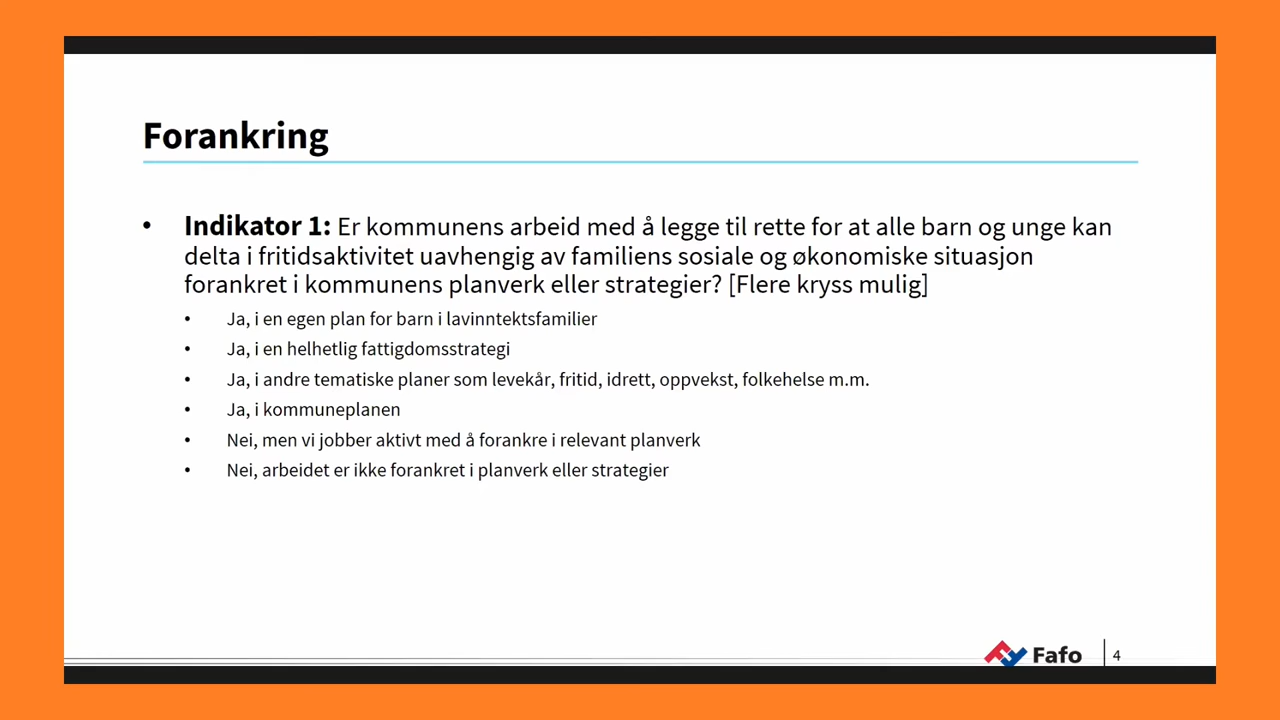 Forankring
• Indikator 1: Er kommunens arbeid med å legge til rette for at alle barn og unge kan
delta i fritidsaktivitet uavhengig av familiens sosiale og økonomiske situasjon
forankret i kommunens planverk eller strategier? [Flere kryss mulig]
• Ja, i en egen plan for barn i lavinntektsfamilier
• Ja, i en helhetlig fattigdomsstrategi
• Ja, i andre tematiske planer som levekår, fritid, idrett, oppvekst, folkehelse m.m.
• Ja, i kommuneplanen
• Nei, men vi jobber aktivt med å forankre i relevant planverk
• Nei, arbeidet er ikke forankret i planverk eller strategier
Fafo 4